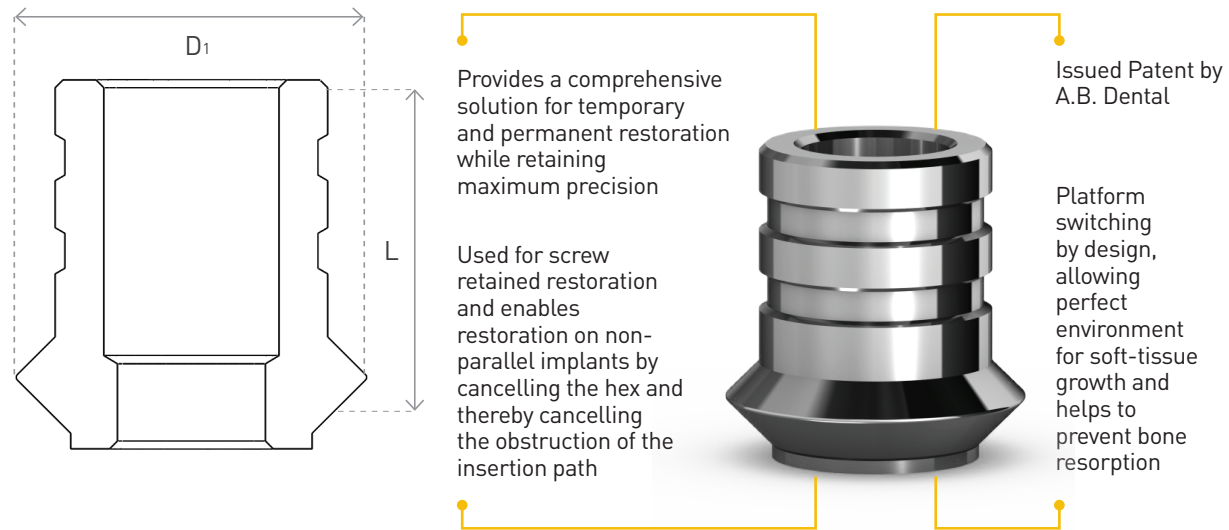 D1
L
Provides a comprehensive
solution for temporary
and permanent restoration
while retaining
maximum precision
Used for screw
retained restoration
and enables
restoration on non-
parallel implants by
cancelling the hex and
thereby cancelling
the obstruction of the
insertion path
Issued Patent by
A.B. Dental
Platform
switching
by design,
allowing
perfect
environment
for soft-tissue
growth and
helps to
prevent bone
resorption